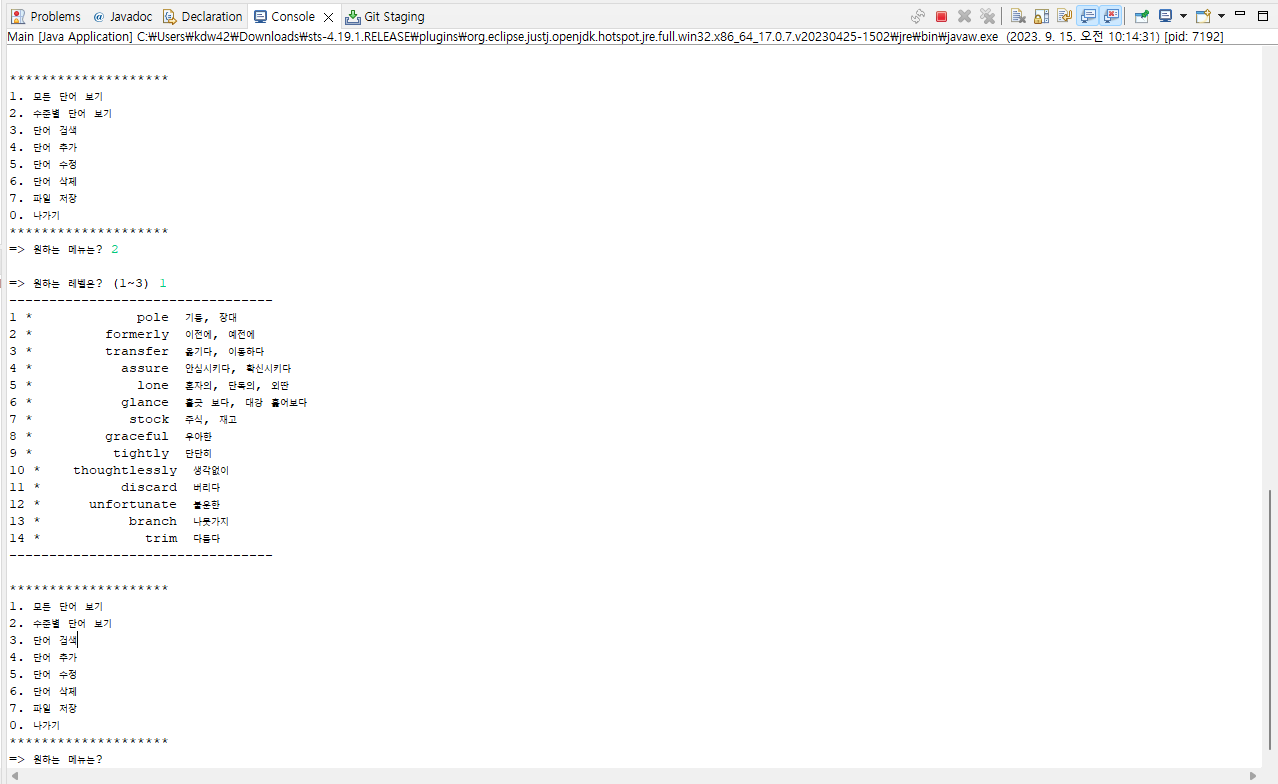 Problems @ Javadoc Declaration Console Git Staging
Main [Java Application] C:₩Users₩kdw42₩Downloads₩sts-4.19.1.RELEASE₩plugins₩org.eclipse.justj.openjdk.hotspot.jre.full.win32.x86_64_17.0.7.v20230425-1502₩jre₩bin₩javaw.exe (2023. 9. 15. 오전 10:14:31) [pid: 7192]
********************
1. 모든 단어 보기
2. 수준별 단어 보기
3. 단어 검색
4. 단어 추가
5. 단어 수정
6. 단어 삭제
7. 파일 저장
0. 나가기
********************
=> 원하는 메뉴는? 2
=> 원하는 레벨은? (1~3) 1
---------------------------------
1 * pole 기둥, 장대
2 * formerly 이전에, 예전에
3 * transfer 옮기다, 이동하다
4 * assure 안심시키다, 확신시키다
5 * lone 혼자의, 단독의, 외딴
6 * glance 흘긋 보다, 대강 훑어보다
7 * stock 주식, 재고
8 * graceful 우아한
9 * tightly 단단히
10 * thoughtlessly 생각없이
11 * discard 버리다
12 * unfortunate 불운한
13 * branch 나뭇가지
14 * trim 다듬다
---------------------------------
********************
1. 모든 단어 보기
2. 수준별 단어 보기
3. 단어 검색
4. 단어 추가
5. 단어 수정
6. 단어 삭제
7. 파일 저장
0. 나가기
********************
=> 원하는 메뉴는?